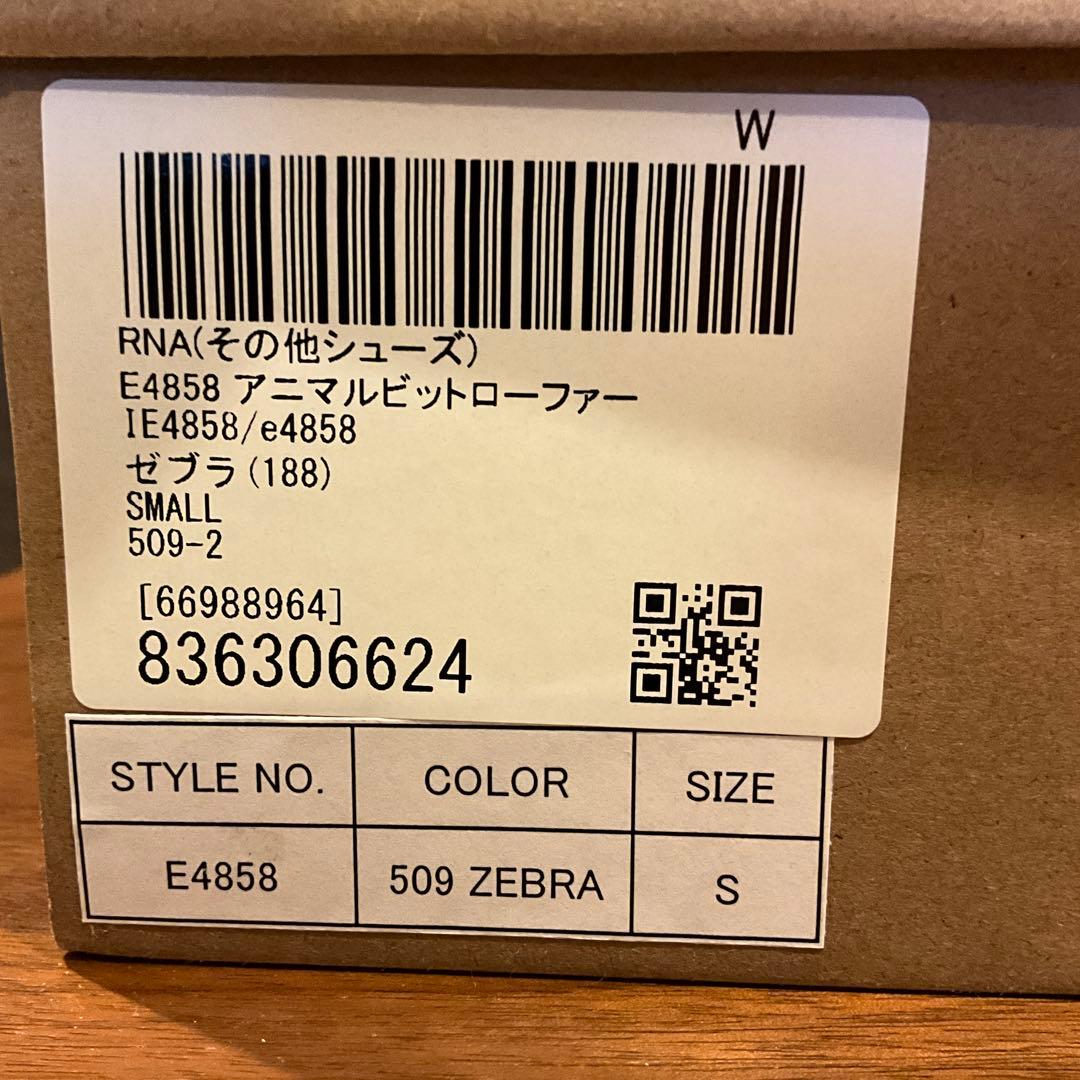 W
RNA(その他シューズ)
E4858 アニマルビットローファー
IE4858/e4858
ゼブラ(188)
SMALL
509-2
[66988964]
836306624
STYLE NO. COLOR SIZE
E4858 509 ZEBRA S